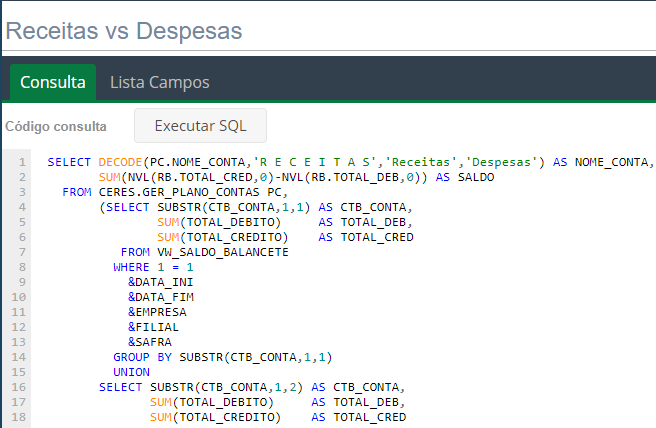 Receitas vs Despesas
Consulta Lista Campos
Código consulta Executar SQL
1 SELECT DECODE(PC.NOME_CONTA,'R E C E I T A S','Receitas','Despesas') AS NOME_CONTA,
2 SUM(NVL(RB.TOTAL_CRED,0)-NVL(RB.TOTAL_DEB,0)) AS SALDO
3 FROM CERES.GER_PLANO_CONTAS PC,
4 (SELECT SUBSTR(CTB_CONTA,1,1) AS CTB_CONTA,
5 SUM(TOTAL_DEBITO) AS TOTAL_DEB,
6 SUM(TOTAL_CREDITO) AS TOTAL_CRED
7 FROM VW_SALDO_BALANCETE
8 WHERE 1 = 1
9 &DATA_INI
10 &DATA_FIM
11 &EMPRESA
12 &FILIAL
13 &SAFRA
14 GROUP BY SUBSTR(CTB_CONTA,1,1)
15 UNION
16 SELECT SUBSTR(CTB_CONTA,1,2) AS CTB_CONTA,
17 SUM(TOTAL_DEBITO) AS TOTAL_DEB,
18 SUM(TOTAL_CREDITO) AS TOTAL_CRED